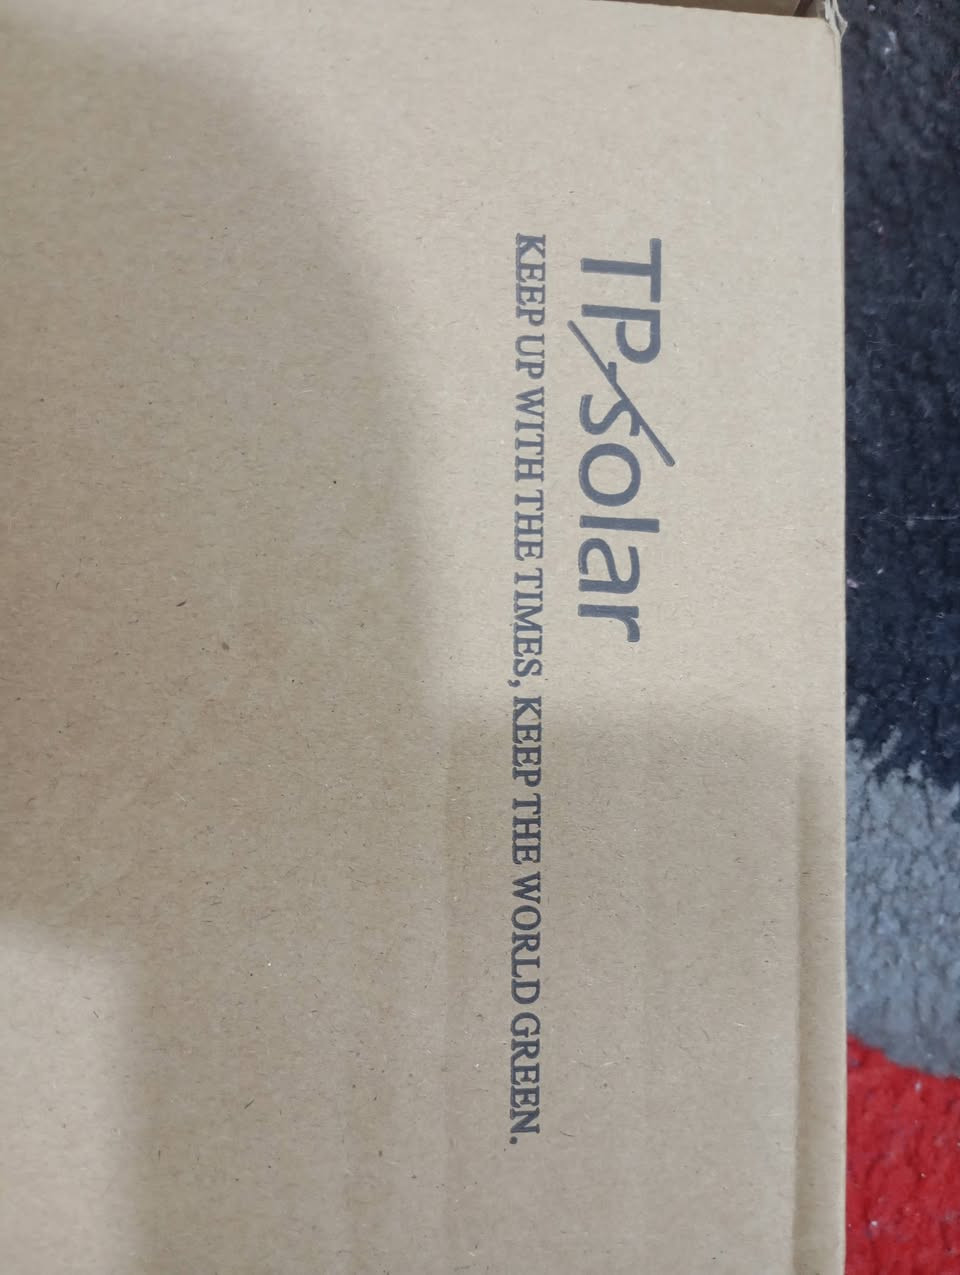 TP Solar
KEEP UP WITH THE TIMES, KEEP THE WORLD GREEN.